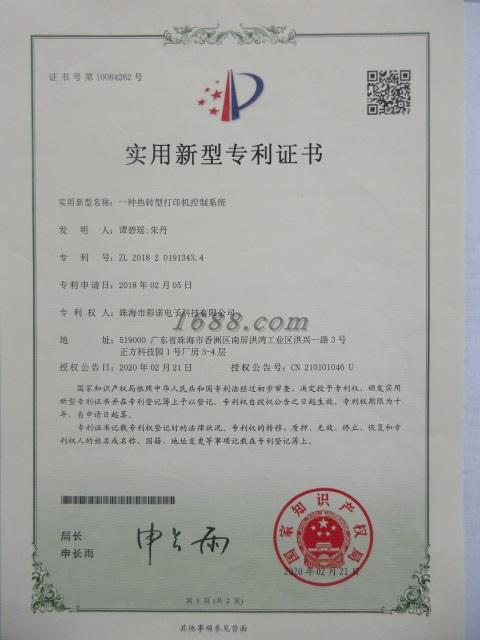 证书号第10084262号
实用新型专利证书
实用新型名称：一种热转型打印机控制系统
发 明 人：谭碧瑶;朱丹
专 利 号：ZL 2018 2 0191343.4
专利申请日：2018年02月05日
专 利 权 人：珠海市彩诺电子科技有限公司
1688.com
地 址：519000 广东省珠海市香洲区南屏洪湾工业区洪兴一路3号
正方科技园1号厂房3-4层
授权公告日：2020年02月21日 授权公告号：CN 210101046 U
国家知识产权局依照中华人民共和国专利法经过初步审查，决定授予专利权，颁发实用
新型专利证书并在专利登记簿上予以登记。专利权自授权公告之日起生效。专利权期限为十
年，自申请日起算。
专利证书记载专利权登记时的法律状况。专利权的转移、质押、无效、终止、恢复和专
利权人的姓名或名称、国籍、地址变更等事项记载在专利登记簿上。
局长
申长雨
申长雨
国家知识产权局
2020年02月21日
第 1 页 (共 2 页)
其他事项参见背面